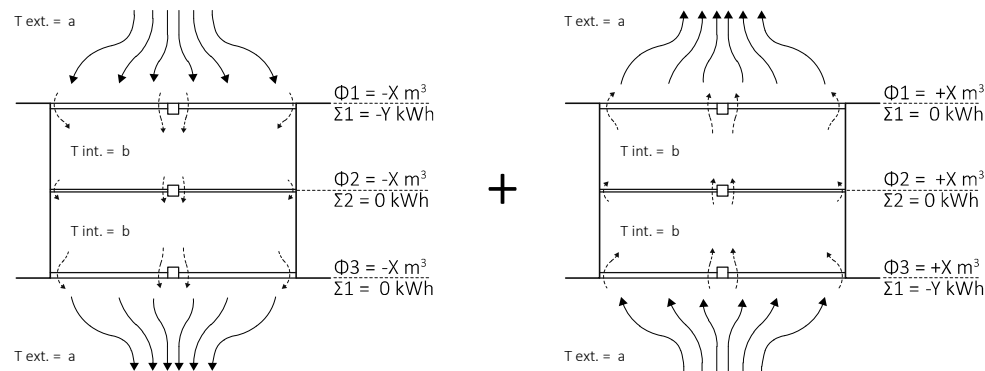 T ext. = a
Φ1 = -X m³
Σ1 = -Y kWh
T int. = b
Φ2 = -X m³
Σ2 = 0 kWh
T int. = b
Φ3 = -X m³
Σ1 = 0 kWh
T ext. = a
+
T ext. = a
Φ1 = +X m³
Σ1 = 0 kWh
T int. = b
Φ2 = +X m³
Σ2 = 0 kWh
T int. = b
Φ3 = +X m³
Σ1 = -Y kWh
T ext. = a